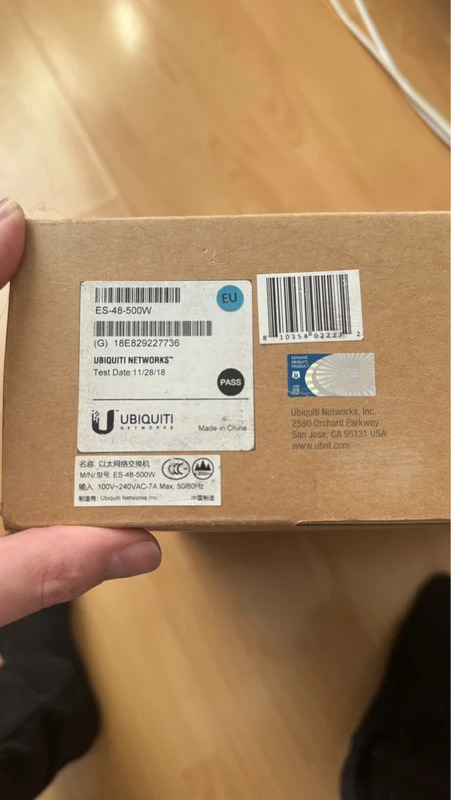 ES-48-500W
EU
(G) 18E829227736
UBIQUITI NETWORKS™
Test Date:11/28/18
PASS
UBIQUITI
NETWORKS
Made in China
8 10354 02227 2
GENUINE
UBIQUITI
PRODUCT
Ubiquiti Networks, Inc.
2580 Orchard Parkway
San Jose, CA 95131 USA
www.ubnt.com
名称: 以太网络交换机
M/N/型号: ES-48-500W
输入: 100V~240VAC-7A Max, 50/60Hz
制造商: Ubiquiti Networks,Inc.
中国制造